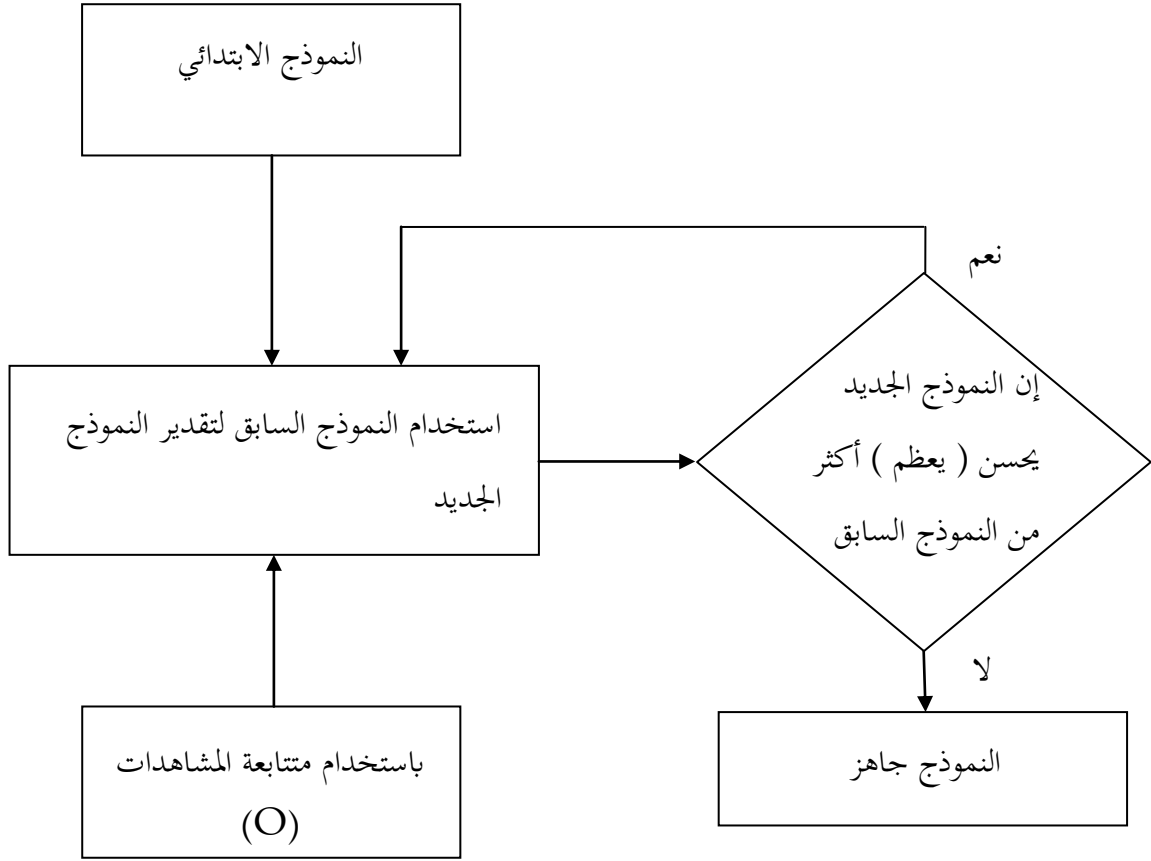 النموذج الابتدائي
نعم
استخدام النموذج السابق لتقدير النموذج
الجديد
إن النموذج الجديد
يحسن ( يعظم ) أكثر
من النموذج السابق
لا
باستخدام متتابعة المشاهدات
(O)
النموذج جاهز